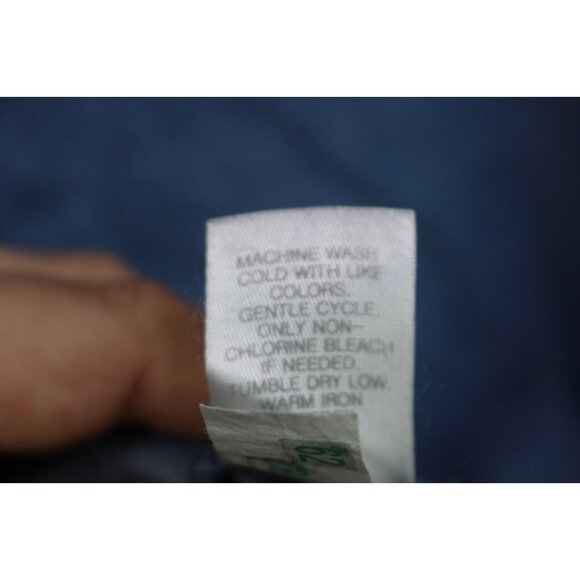 MACHINE WASH
COLD WITH LIKE
COLORS.
GENTLE CYCLE.
ONLY NON-
CHLORINE BLEACH
IF NEEDED
TUMBLE DRY LOW
WARM IRON